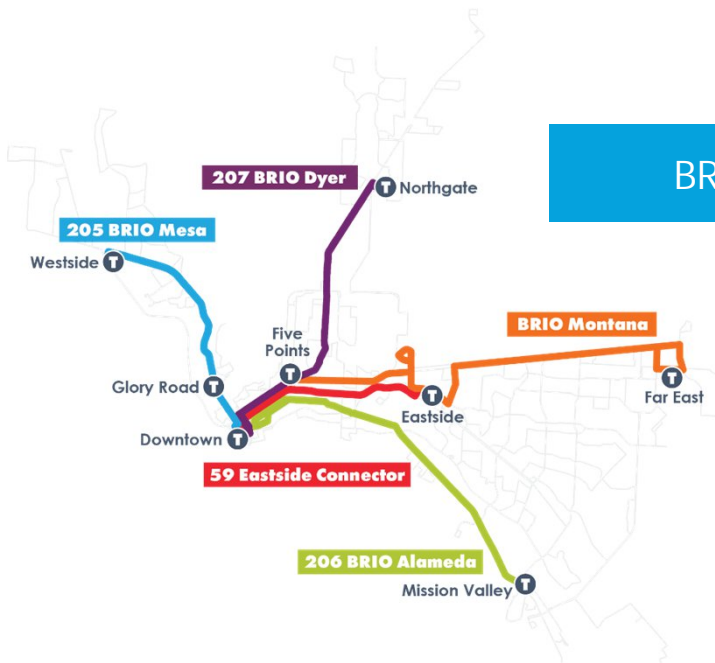 BR
207 BRIO Dyer
T
Northgate
205 BRIO Mesa
Westside
T
BRIO Montana
Five
Points
T
Glory Road
T
T
Far East
T
Eastside
Downtown
T
59 Eastside Connector
206 BRIO Alameda
Mission Valley
T